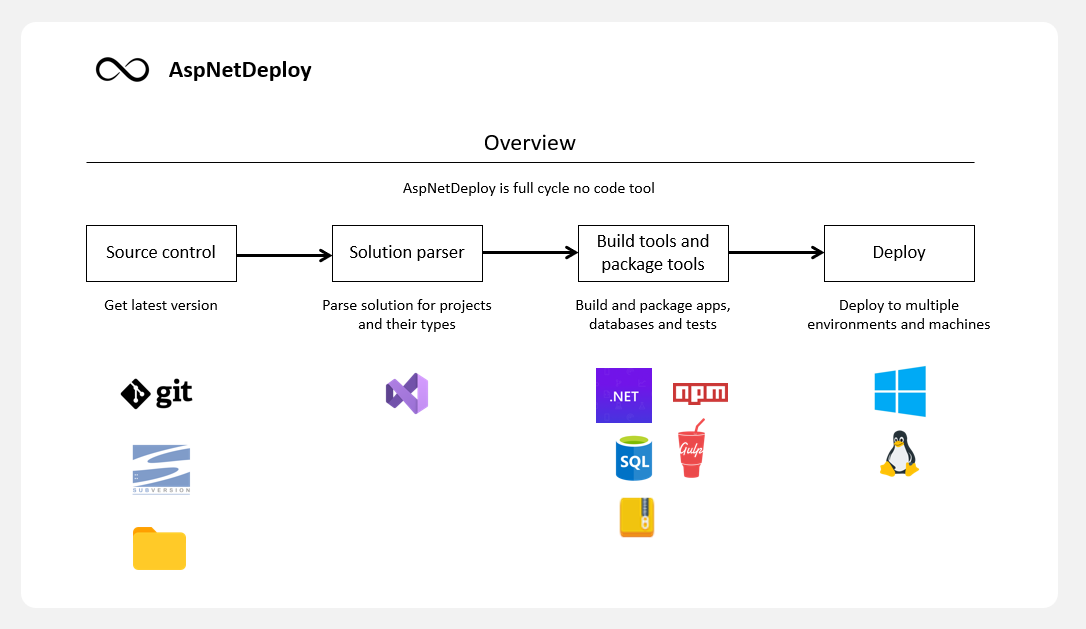 AspNetDeploy
Overview
AspNetDeploy is full cycle no code tool
Source control
Get latest version
Solution parser
Parse solution for projects
and their types
Build tools and
package tools
Build and package apps,
databases and tests
Deploy
Deploy to multiple
environments and machines
git
SUBVERSION
.NET
npm
SQL
Gulp